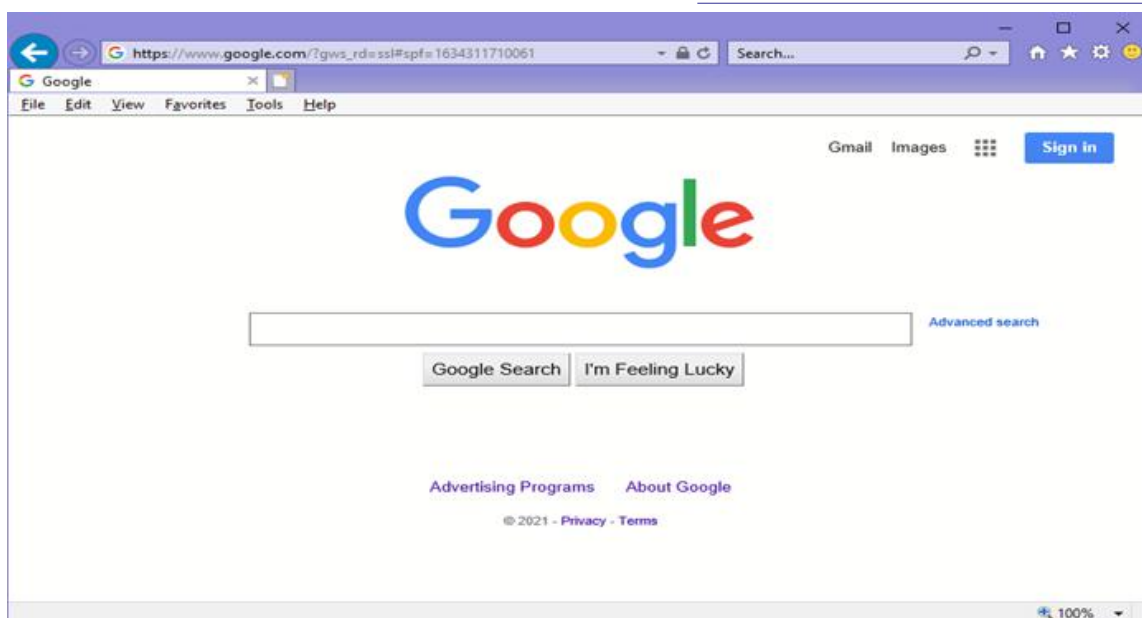 https://www.google.com/?gws_rd=ssl#spf=1634311710061 Search...
Google
File Edit View Favorites Tools Help
Gmail Images Sign in
Google
Advanced search
Google Search I'm Feeling Lucky
Advertising Programs About Google
© 2021 - Privacy - Terms
100%